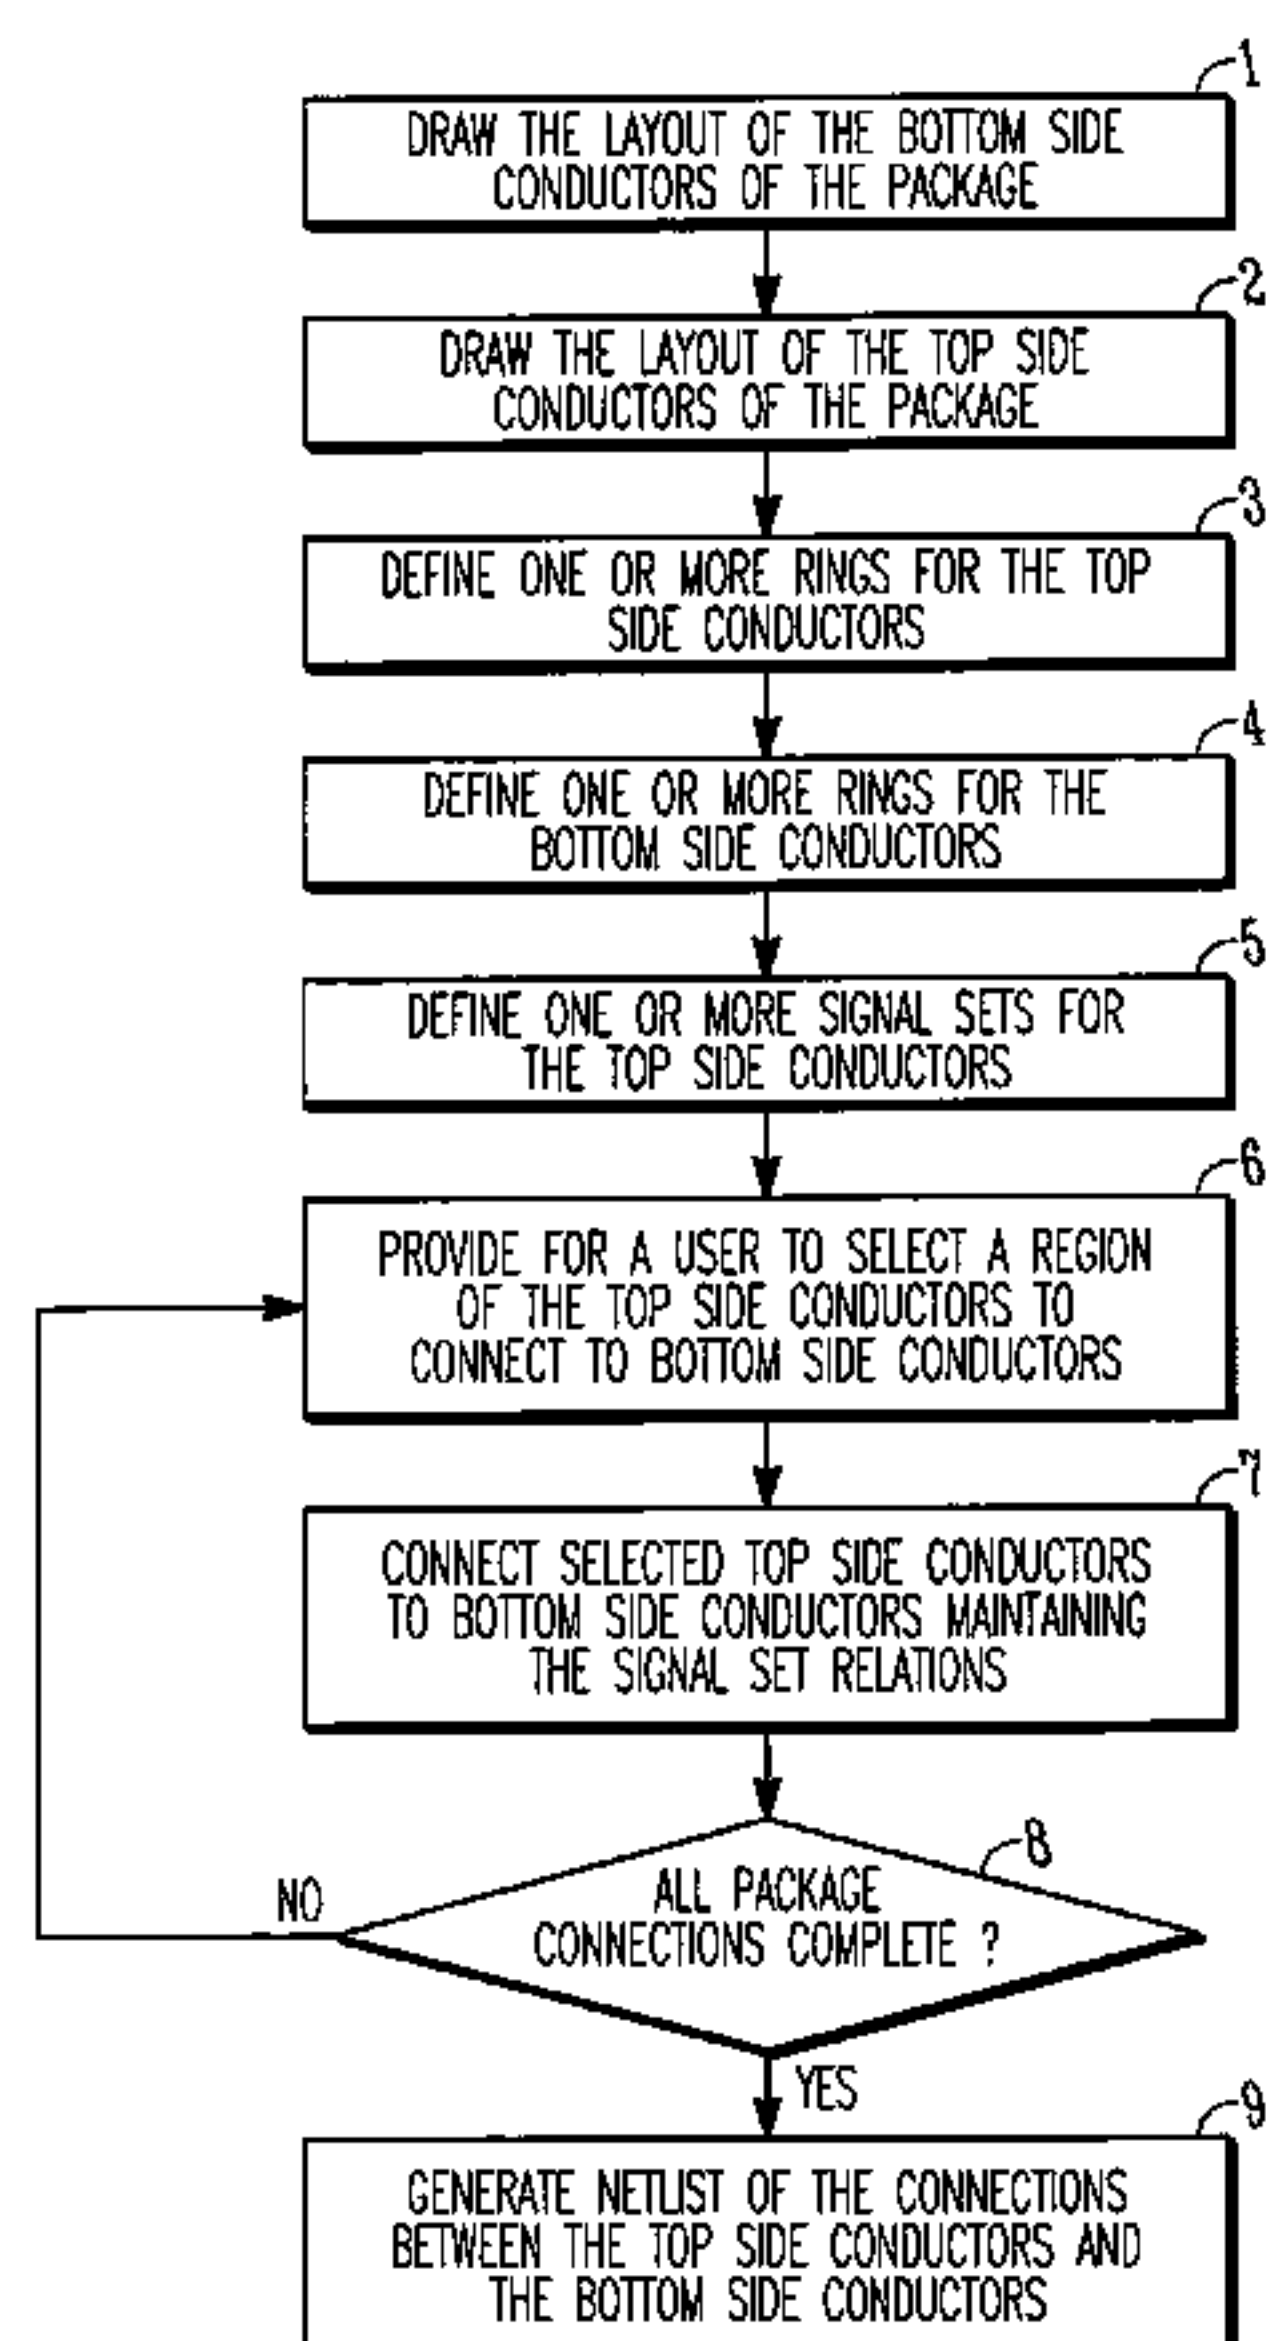 1
DRAW THE LAYOUT OF THE BOTTOM SIDE
CONDUCTORS OF THE PACKAGE
2
DRAW THE LAYOUT OF THE TOP SIDE
CONDUCTORS OF THE PACKAGE
3
DEFINE ONE OR MORE RINGS FOR THE TOP
SIDE CONDUCTORS
4
DEFINE ONE OR MORE RINGS FOR THE
BOTTOM SIDE CONDUCTORS
5
DEFINE ONE OR MORE SIGNAL SETS FOR
THE TOP SIDE CONDUCTORS
6
PROVIDE FOR A USER TO SELECT A REGION
OF THE TOP SIDE CONDUCTORS TO
CONNECT TO BOTTOM SIDE CONDUCTORS
7
CONNECT SELECTED TOP SIDE CONDUCTORS
TO BOTTOM SIDE CONDUCTORS MAINTAINING
THE SIGNAL SET RELATIONS
8
ALL PACKAGE
CONNECTIONS COMPLETE ?
NO
YES
9
GENERATE NETLIST OF THE CONNECTIONS
BETWEEN THE TOP SIDE CONDUCTORS AND
THE BOTTOM SIDE CONDUCTORS